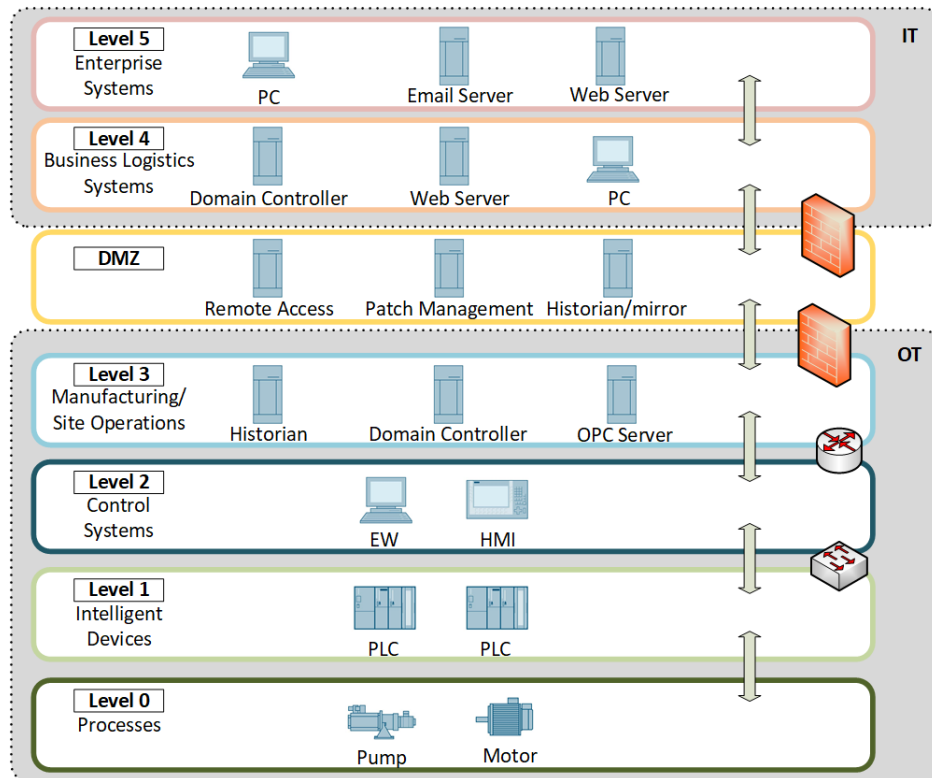 Level 5
IT
Enterprise
Systems
PC
Email Server
Web Server
Level 4
Business Logistics
Systems
Domain Controller
Web Server
PC
DMZ
Remote Access
Patch Management
Historian/mirror
OT
Level 3
Manufacturing/
Site Operations
Historian
Domain Controller
OPC Server
Level 2
Control
Systems
EW
HMI
Level 1
Intelligent
Devices
PLC
PLC
Level 0
Processes
Pump
Motor